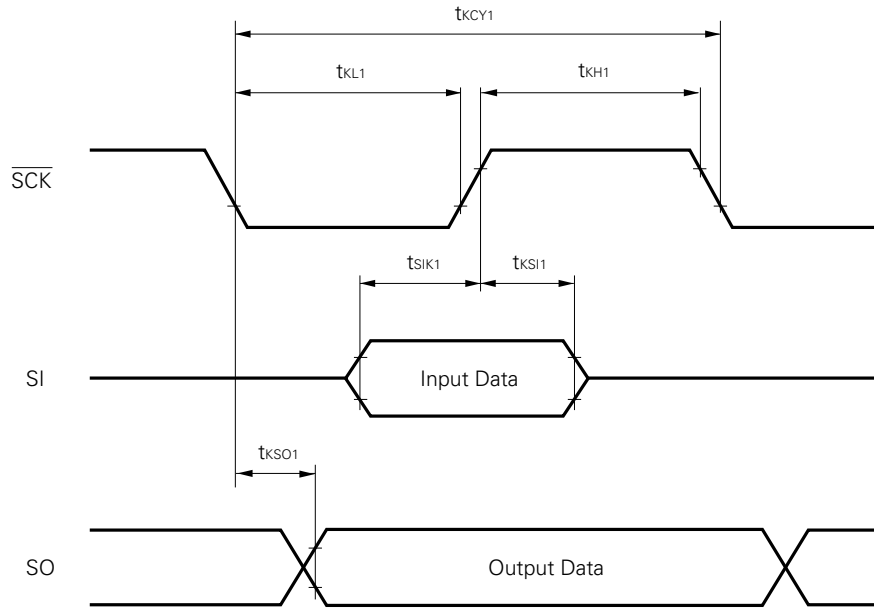 tKCY1
tKL1
tKH1
SCK
tSIK1
tKSI1
SI
Input Data
tKSO1
SO
Output Data